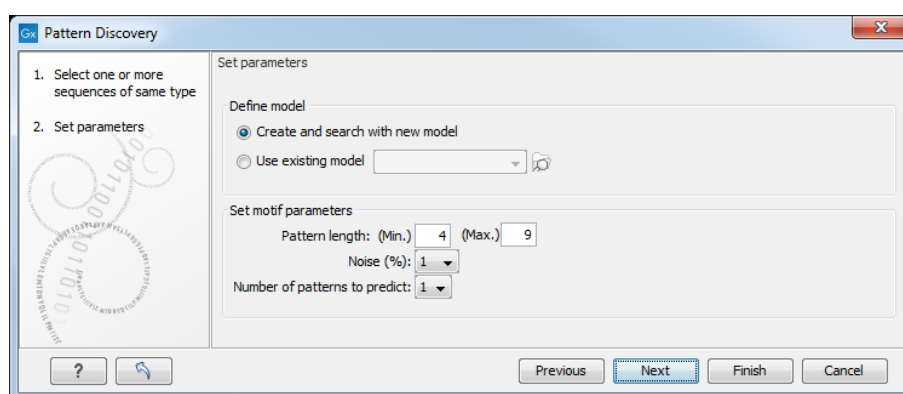 Gx Pattern Discovery
1. Select one or more
sequences of same type
2. Set parameters
Set parameters
Define model
Create and search with new model
Use existing model
Set motif parameters
Pattern length: (Min.) 4 (Max.) 9
Noise (%): 1
Number of patterns to predict: 1
? Previous Next Finish Cancel